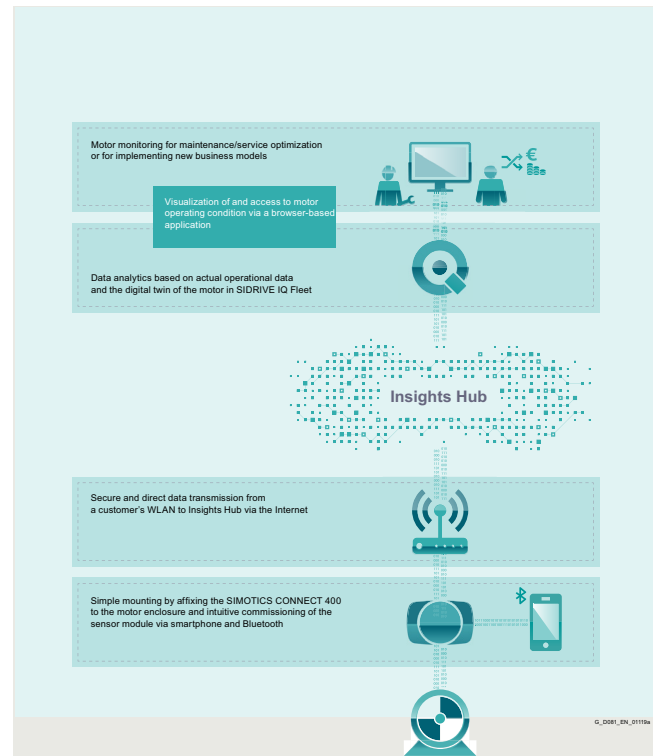 Motor monitoring for maintenance/service optimization
or for implementing new business models
€
Visualization of and access to motor
operating condition via a browser-based
application
Data analytics based on actual operational data
and the digital twin of the motor in SIDRIVE IQ Fleet
Insights Hub
Secure and direct data transmission from
a customer's WLAN to Insights Hub via the Internet
Simple mounting by affixing the SIMOTICS CONNECT 400
to the motor enclosure and intuitive commissioning of the
sensor module via smartphone and Bluetooth
G_D081_EN_01119a